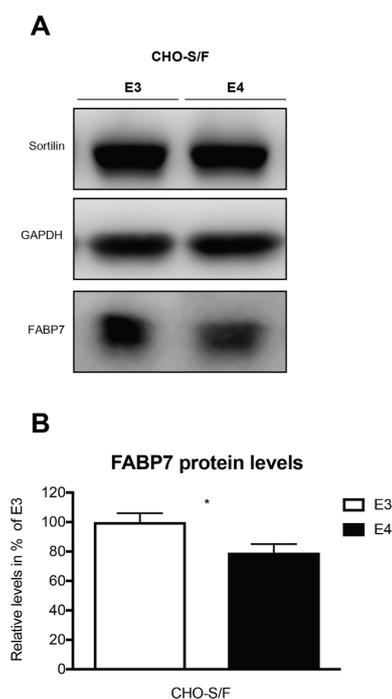 A
CHO-S/F
E3 E4
Sortilin
GAPDH
FABP7
B
FABP7 protein levels
Relative levels in % of E3
120
100
80
60
40
20
0
*
E3
E4
CHO-S/F